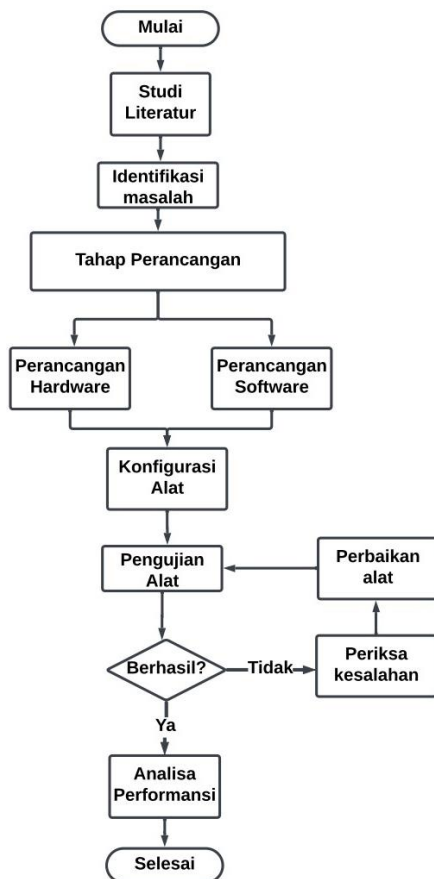 Mulai
Studi
Literatur
Identifikasi
masalah
Tahap Perancangan
Perancangan
Hardware
Perancangan
Software
Konfigurasi
Alat
Pengujian
Alat
Perbaikan
alat
Berhasil?
Tidak
Periksa
kesalahan
Ya
Analisa
Performansi
Selesai